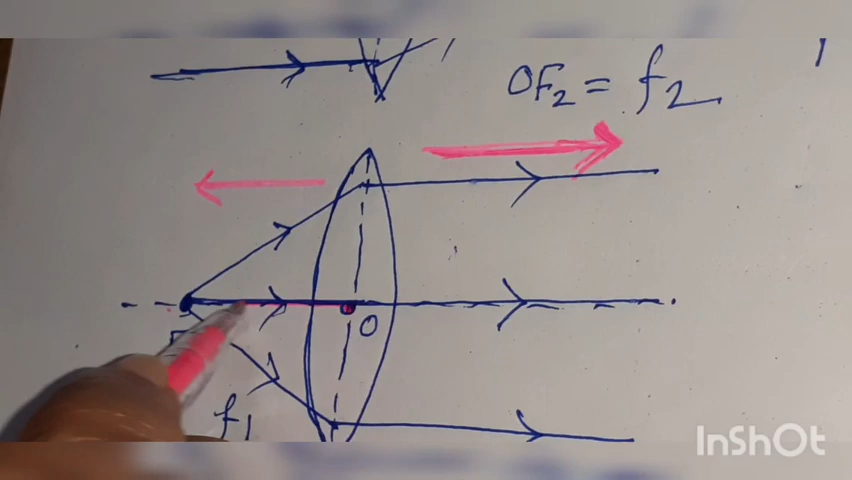 OF₂ = f₂
O
F
f₁
InShOt